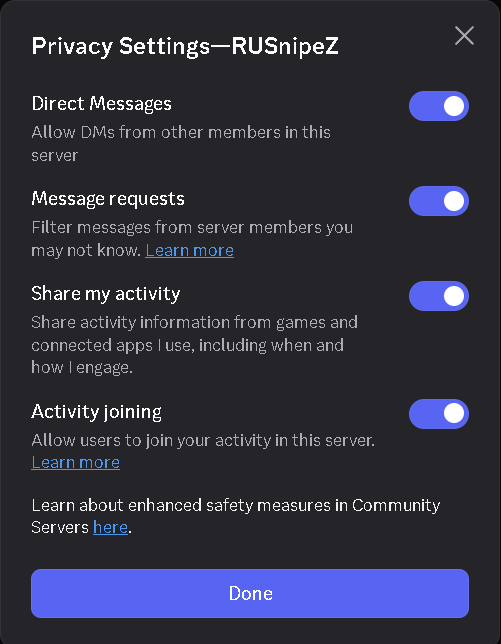 Privacy Settings—RUSnipeZ
Direct Messages
Allow DMs from other members in this
server
Message requests
Filter messages from server members you
may not know. Learn more
Share my activity
Share activity information from games and
connected apps I use, including when and
how I engage.
Activity joining
Allow users to join your activity in this server.
Learn more
Learn about enhanced safety measures in Community
Servers here.
Done